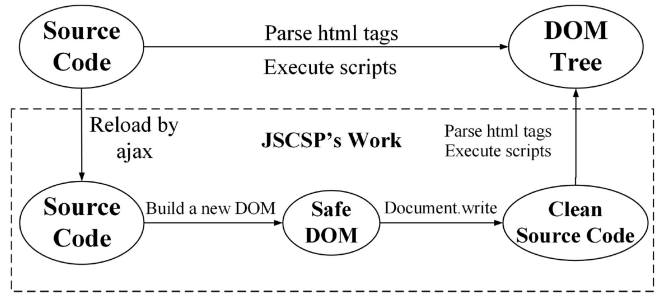 Source
Code
Parse html tags
Execute scripts
DOM
Tree
Reload by
ajax
JSCSP's Work
Parse html tags
Execute scripts
Source
Code
Build a new DOM
Safe
DOM
Document.write
Clean
Source Code